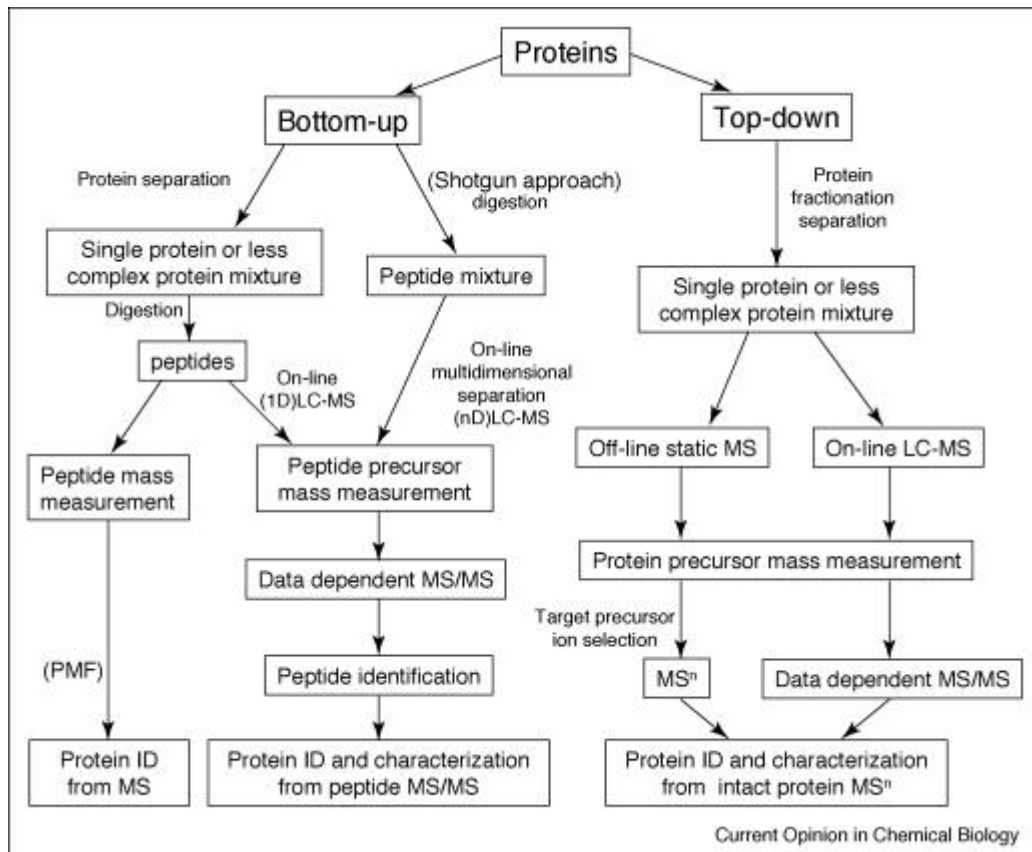 Proteins
Bottom-up
Top-down
Protein separation
(Shotgun approach)
digestion
Protein
fractionation
separation
Single protein or less
complex protein mixture
Peptide mixture
Single protein or less
complex protein mixture
Digestion
peptides
On-line
(1D)LC-MS
On-line
multidimensional
separation
(nD)LC-MS
Off-line static MS
On-line LC-MS
Peptide mass
measurement
Peptide precursor
mass measurement
Protein precursor mass measurement
Data dependent MS/MS
Target precursor
ion selection
(PMF)
Peptide identification
MSⁿ
Data dependent MS/MS
Protein ID
from MS
Protein ID and characterization
from peptide MS/MS
Protein ID and characterization
from intact protein MSⁿ
Current Opinion in Chemical Biology